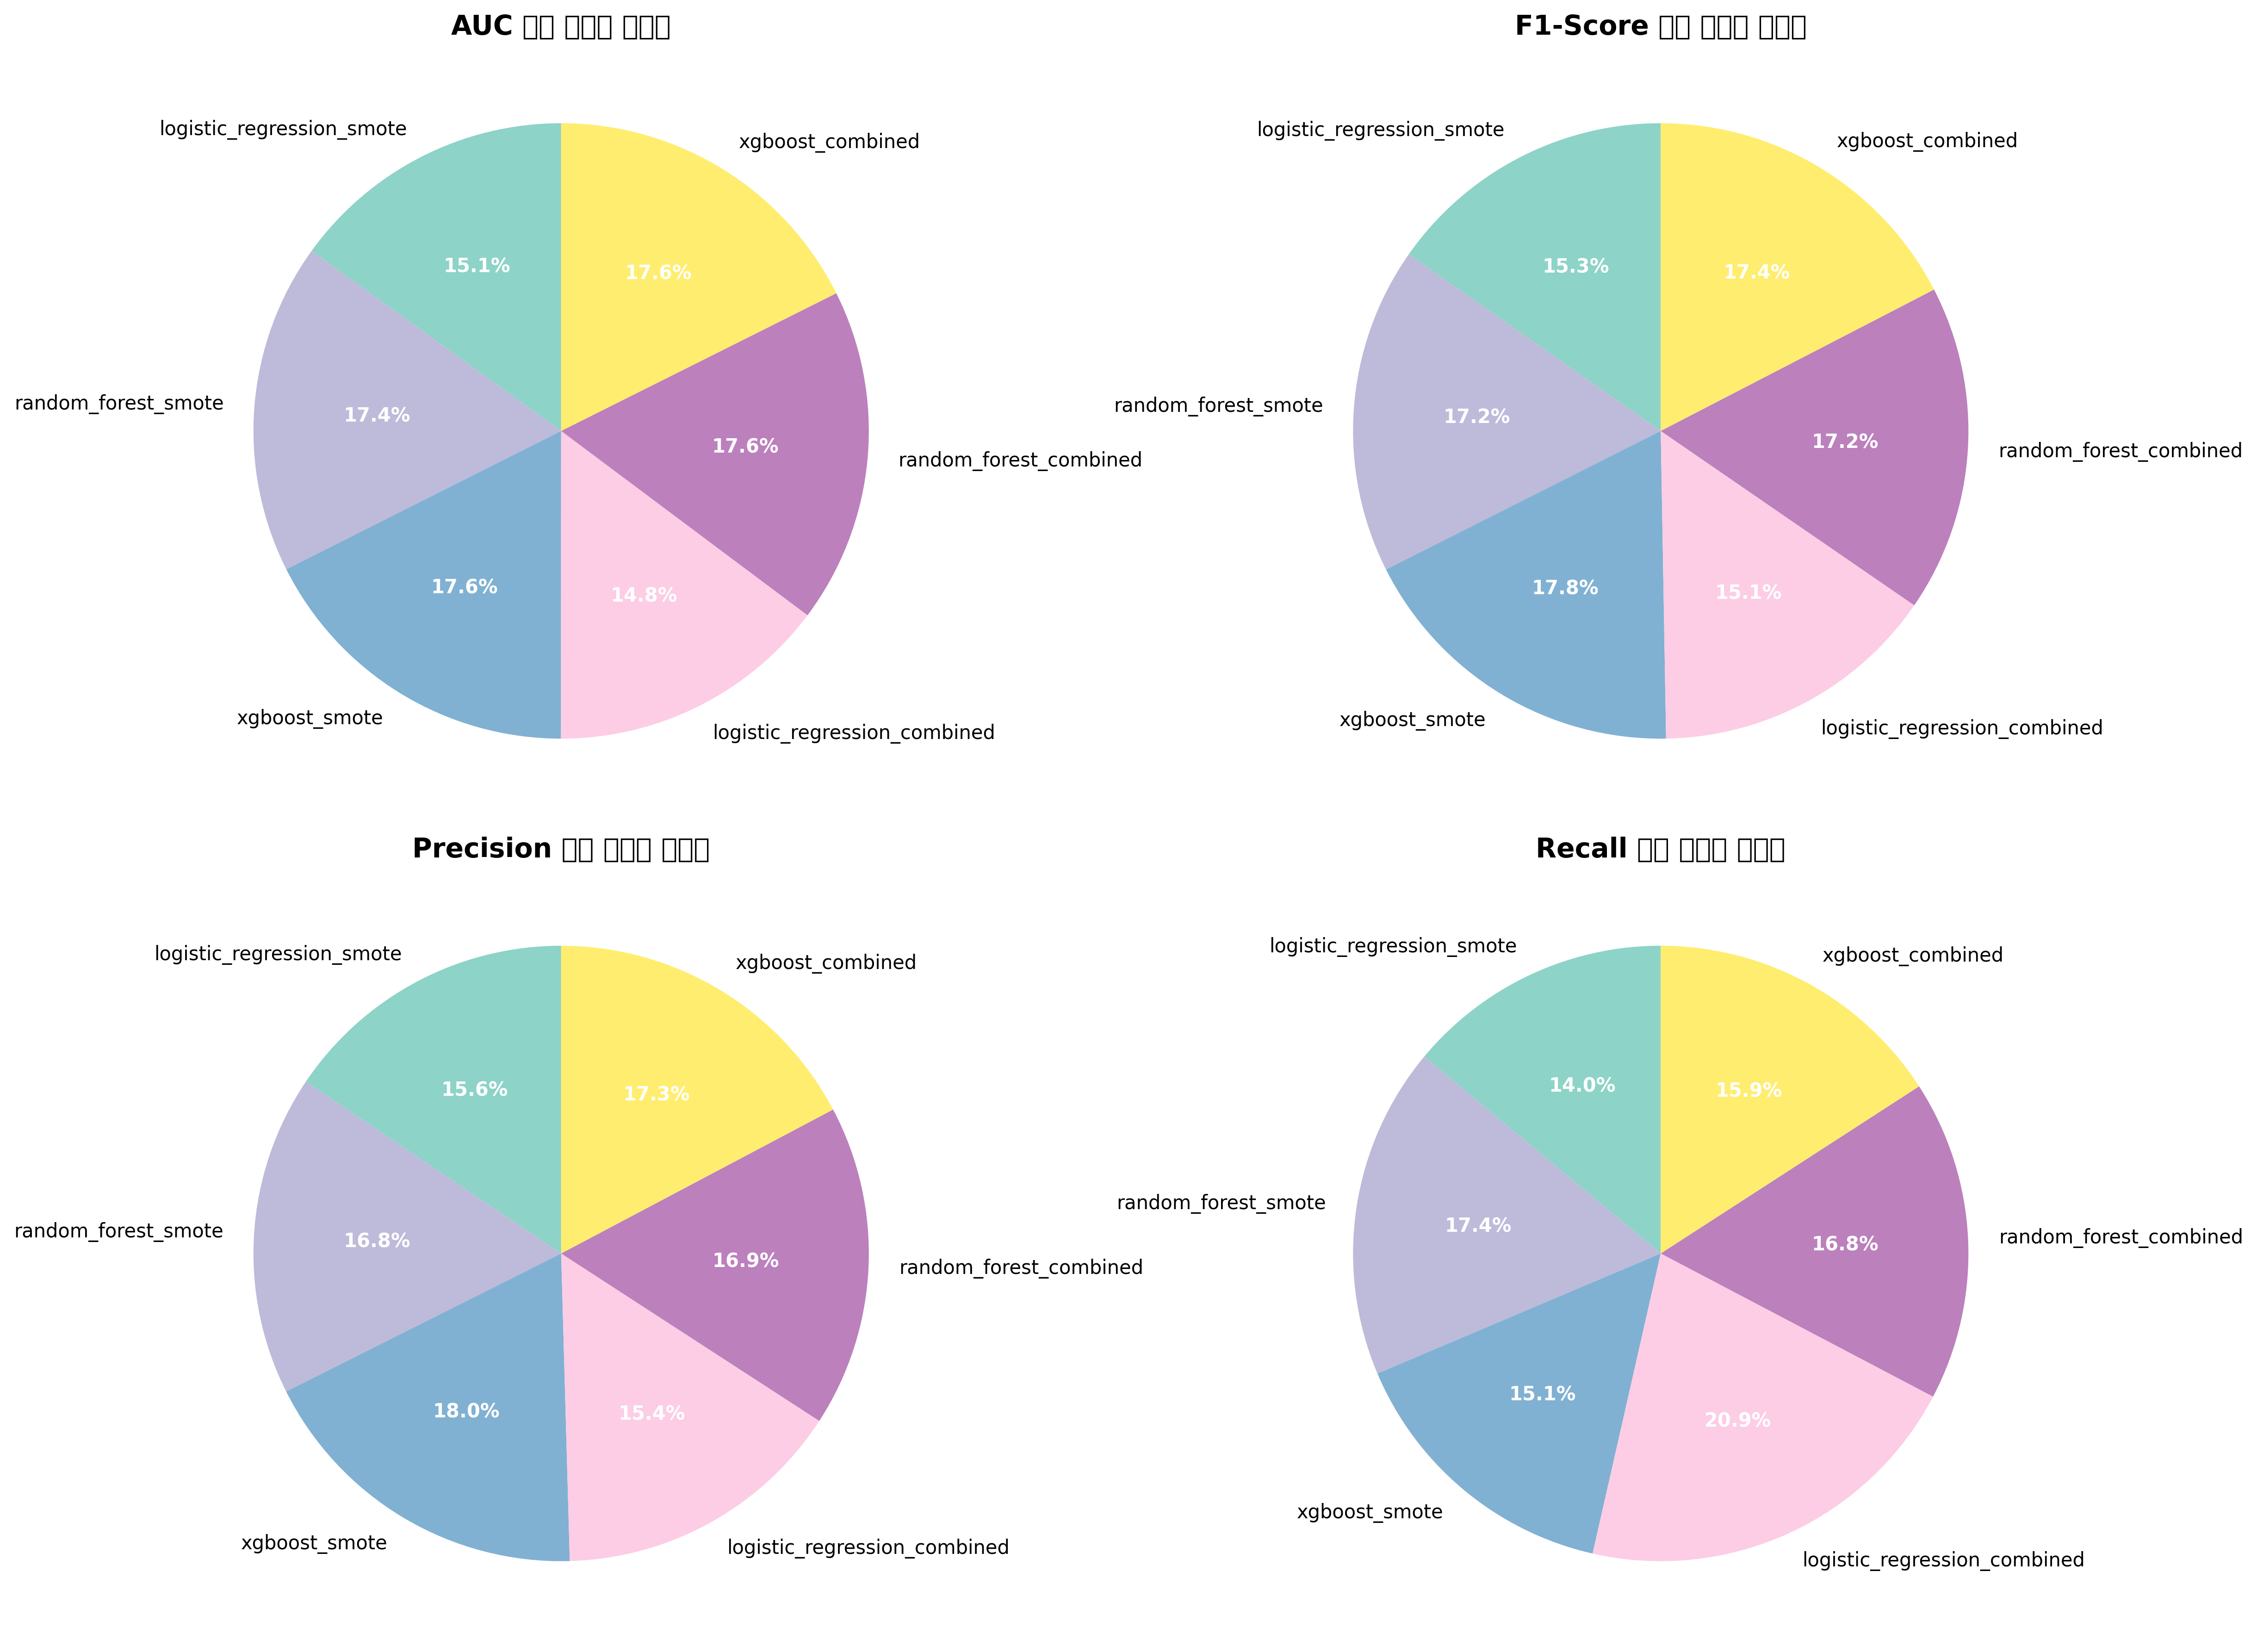 AUC
logistic_regression_smote
xgboost_combined
15.1%
17.6%
random_forest_smote
17.4%
17.6%
random_forest_combined
17.6%
14.8%
xgboost_smote
logistic_regression_combined
F1-Score
logistic_regression_smote
xgboost_combined
15.3%
17.4%
random_forest_smote
17.2%
17.2%
random_forest_combined
17.8%
15.1%
xgboost_smote
logistic_regression_combined
Precision
logistic_regression_smote
xgboost_combined
15.6%
17.3%
random_forest_smote
16.8%
16.9%
random_forest_combined
18.0%
15.4%
xgboost_smote
logistic_regression_combined
Recall
logistic_regression_smote
xgboost_combined
14.0%
15.9%
random_forest_smote
17.4%
16.8%
random_forest_combined
15.1%
20.9%
xgboost_smote
logistic_regression_combined